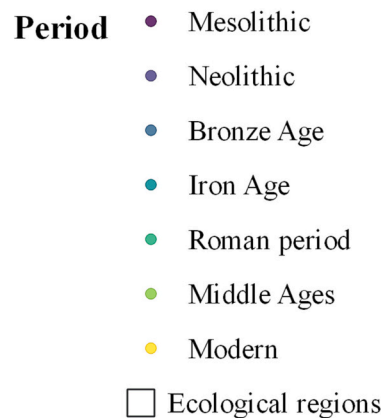 Period
Mesolithic
Neolithic
Bronze Age
Iron Age
Roman period
Middle Ages
Modern
Ecological regions